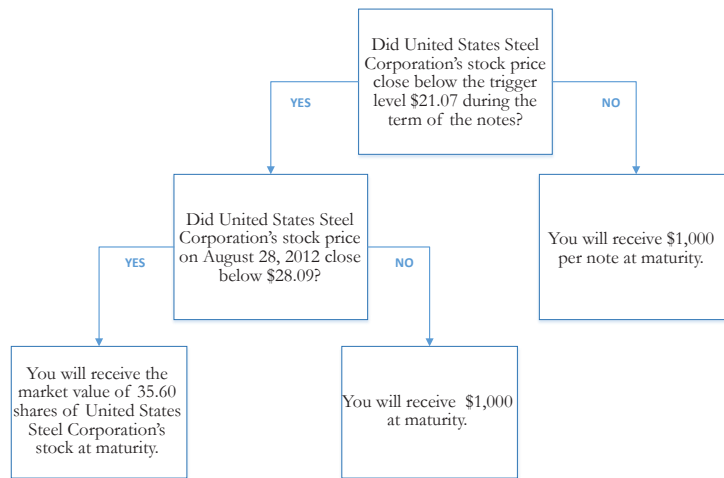 Did United States Steel
Corporation's stock price
close below the trigger
level $21.07 during the
term of the notes?
YES
NO
Did United States Steel
Corporation's stock price
on August 28, 2012 close
below $28.09?
You will receive $1,000
per note at maturity.
YES
NO
You will receive the
market value of 35.60
shares of United States
Steel Corporation's
stock at maturity.
You will receive $1,000
at maturity.